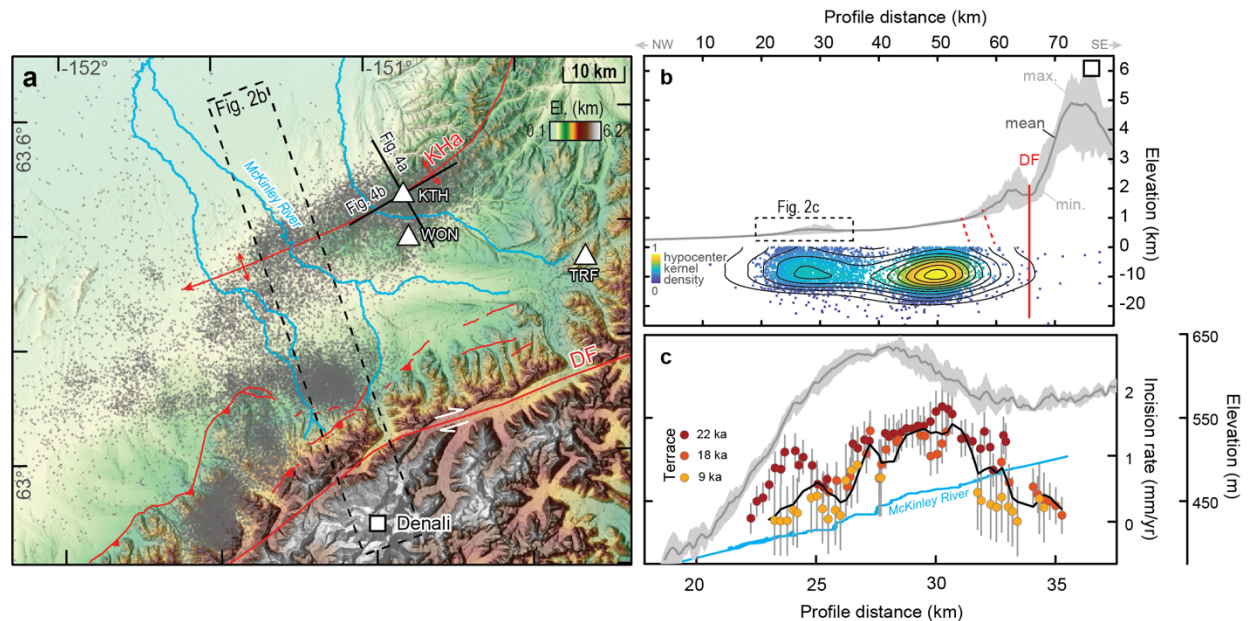 a
-152°
-151°
10 km
El. (km)
0.1
6.2
Fig. 2b
63.6°
McKinley River
Fig. 4a
KHa
Fig. 4b
KTH
WON
TRF
DF
63°
Denali
Profile distance (km)
NW
10
20
30
40
50
60
70
SE
b
max.
mean
DF
min.
Fig. 2c
1
hypocenter
kernel
density
0
6
5
4
3
2
1
0
-10
-20
Elevation (km)
c
Terrace
22 ka
18 ka
9 ka
McKinley River
2
1
0
Incision rate (mm/yr)
650
550
450
Elevation (m)
20
25
30
35
Profile distance (km)